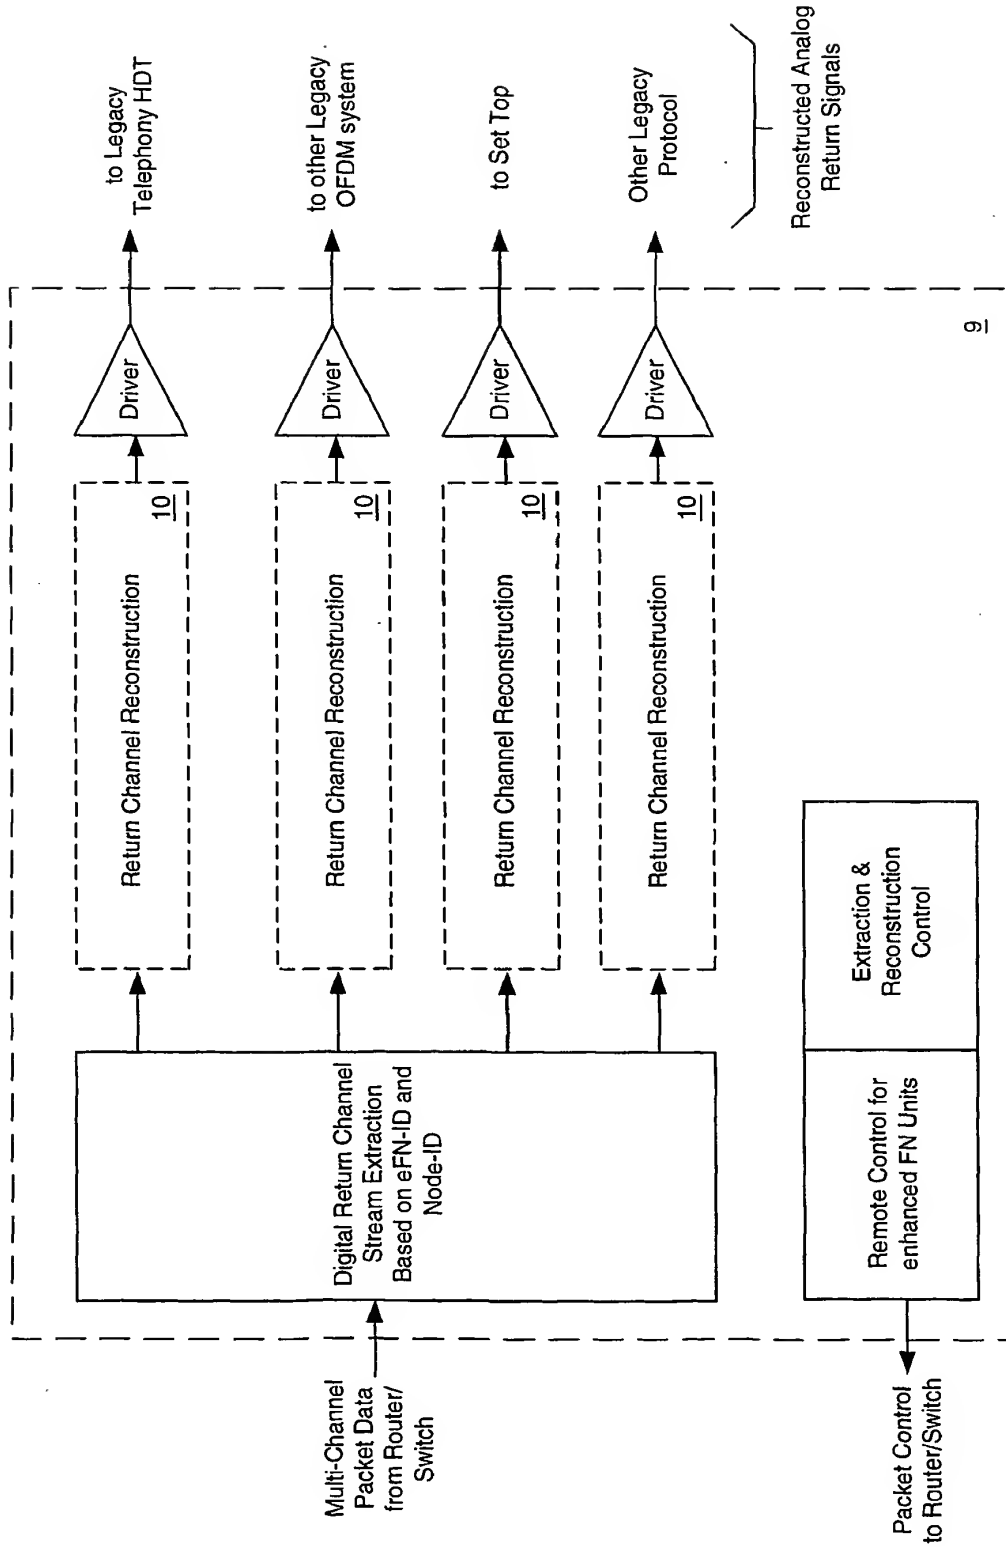 Multi-Channel
Packet Data
from Router/
Switch
Digital Return Channel
Stream Extraction
Based on eFN-ID and
Node-ID
Return Channel Reconstruction
10
Driver
to Legacy
Telephony HDT
Return Channel Reconstruction
10
Driver
to other Legacy
OFDM system
Return Channel Reconstruction
10
Driver
to Set Top
Return Channel Reconstruction
10
Driver
Other Legacy
Protocol
Reconstructed Analog
Return Signals
9
Packet Control
to Router/Switch
Remote Control for
enhanced FN Units
Extraction &
Reconstruction
Control